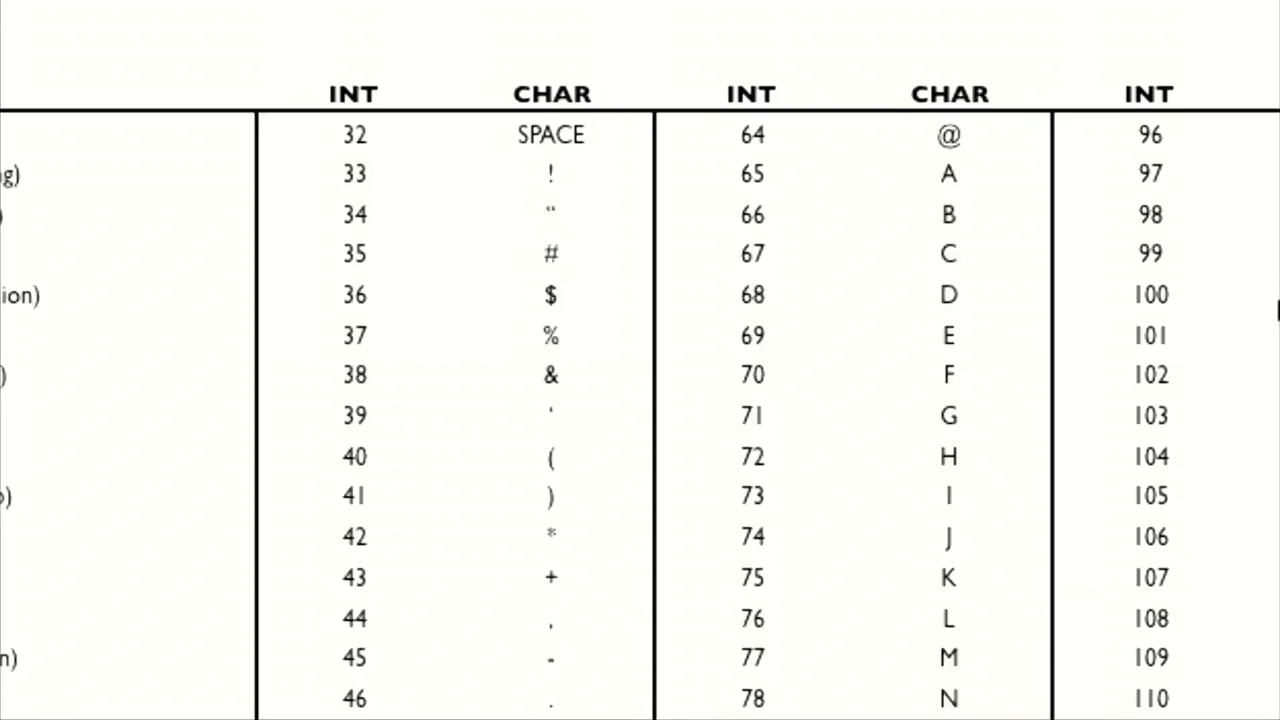 INT CHAR INT CHAR INT
32 SPACE 64 @ 96
g) 33 ! 65 A 97
) 34 “ 66 B 98
35 # 67 C 99
ion) 36 $ 68 D 100
37 % 69 E 101
) 38 & 70 F 102
39 ‘ 71 G 103
40 ( 72 H 104
) 41 ) 73 I 105
42 * 74 J 106
43 + 75 K 107
44 , 76 L 108
n) 45 - 77 M 109
46 . 78 N 110